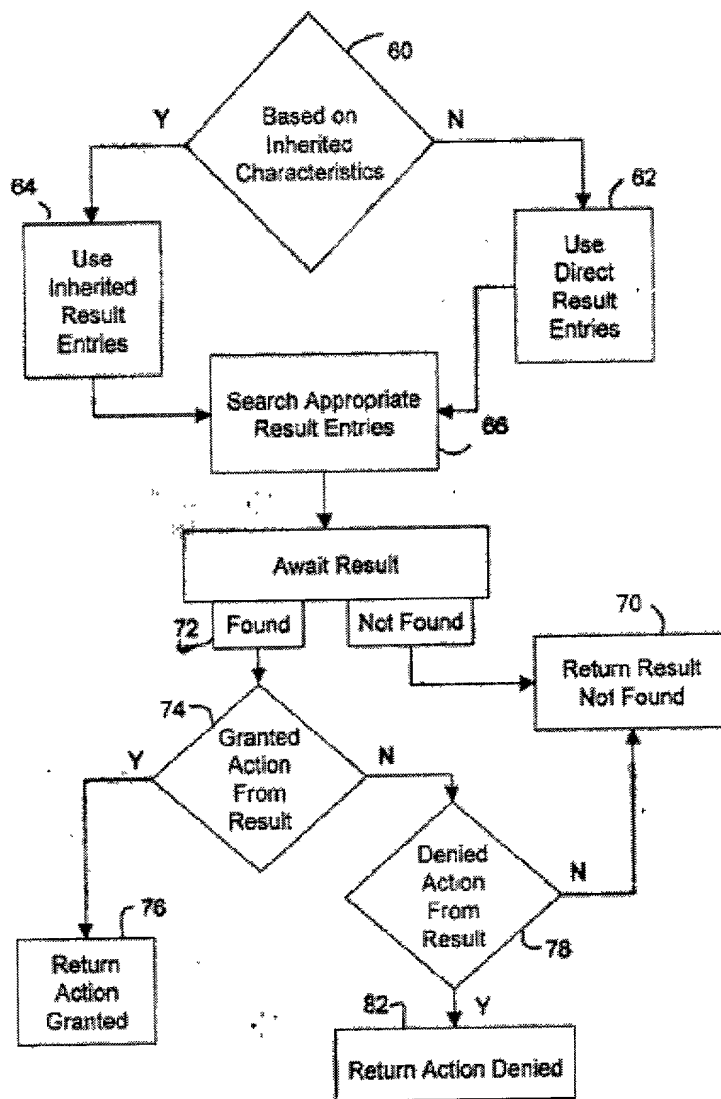 60
Y
Based on
Inherited
Characteristics
N
64
62
Use
Inherited
Result
Entries
Use
Direct
Result
Entries
Search Appropriate
Result Entries
66
Await Result
72
Found
Not Found
70
Return Result
Not Found
74
Y
Granted
Action
From
Result
N
Denied
Action
From
Result
N
78
76
Return
Action
Granted
82
Y
Return Action Denied